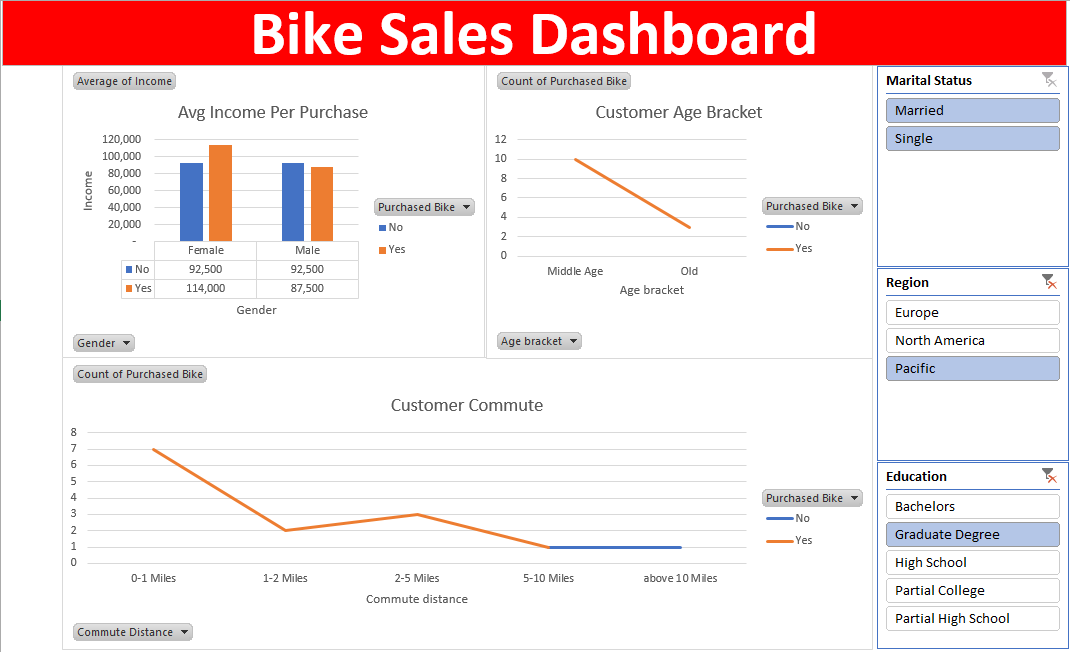 Bike Sales Dashboard
Average of Income
Avg Income Per Purchase
120,000
100,000
80,000
60,000
40,000
20,000
-
Income
Female Male
No 92,500 92,500
Yes 114,000 87,500
Gender
Purchased Bike
No
Yes
Gender
Count of Purchased Bike
Customer Age Bracket
12
10
8
6
4
2
0
Middle Age Old
Age bracket
Purchased Bike
No
Yes
Age bracket
Count of Purchased Bike
Customer Commute
8
7
6
5
4
3
2
1
0
0-1 Miles 1-2 Miles 2-5 Miles 5-10 Miles above 10 Miles
Commute distance
Purchased Bike
No
Yes
Commute Distance
Marital Status
Married
Single
Region
Europe
North America
Pacific
Education
Bachelors
Graduate Degree
High School
Partial College
Partial High School